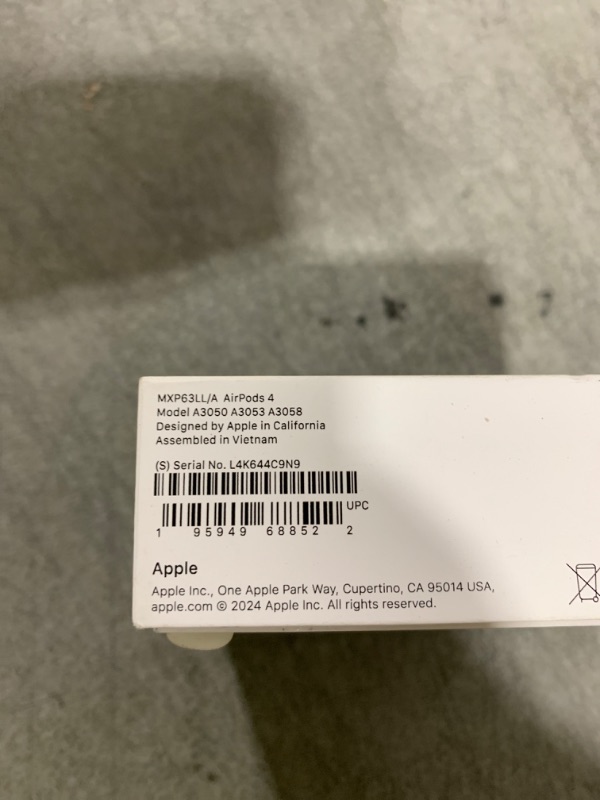 MXP63LL/A AirPods 4
Model A3050 A3053 A3058
Designed by Apple in California
Assembled in Vietnam
(S) Serial No. L4K644C9N9
UPC
1 95949 68852 2
Apple
Apple Inc., One Apple Park Way, Cupertino, CA 95014 USA,
apple.com © 2024 Apple Inc. All rights reserved.